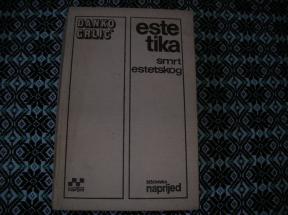 DANKO
GRLIĆ
este
tika
smrt
estetskog
naprijed